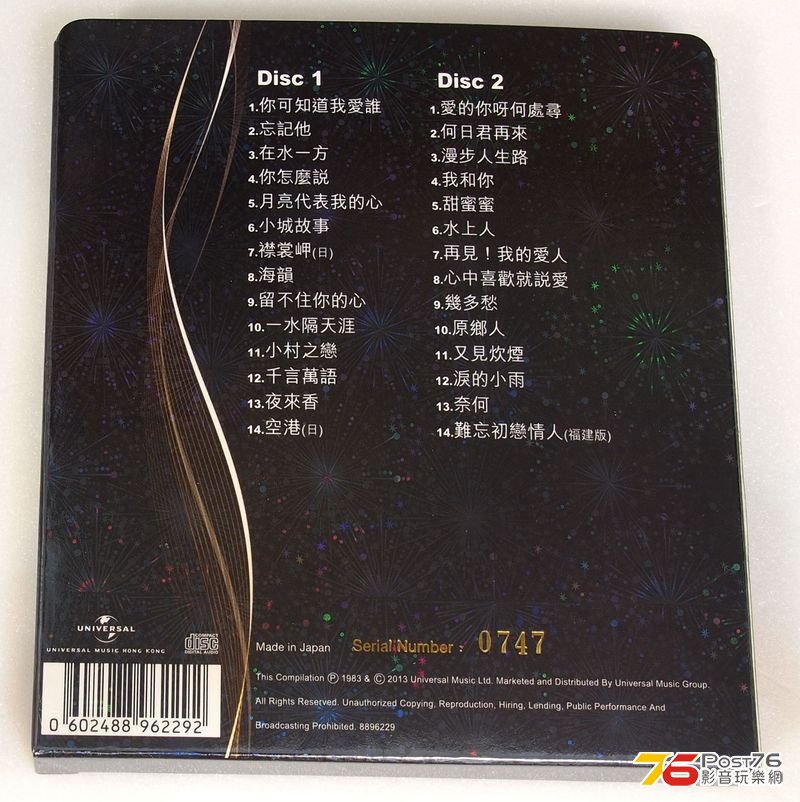 Disc 1
1.你可知道我愛誰
2.忘記他
3.在水一方
4.你怎麼説
5.月亮代表我的心
6.小城故事
7.襟裳岬(日)
8.海韻
9.留不住你的心
10.一水隔天涯
11.小村之戀
12.千言萬語
13.夜來香
14.空港(日)
Disc 2
1.愛的你呀何處尋
2.何日君再來
3.漫步人生路
4.我和你
5.甜蜜蜜
6.水上人
7.再見！我的愛人
8.心中喜歡就説愛
9.幾多愁
10.原鄉人
11.又見炊煙
12.淚的小雨
13.奈何
14.難忘初戀情人(福建版)
UNIVERSAL
UNIVERSAL MUSIC HONG KONG
COMPACT
disc
DIGITAL AUDIO
Made in Japan
Serial Number : 0747
This Compilation Ⓟ 1983 & © 2013 Universal Music Ltd. Marketed and Distributed By Universal Music Group.
All Rights Reserved. Unauthorized Copying, Reproduction, Hiring, Lending, Public Performance And
Broadcasting Prohibited. 8896229
0 602488 962292
76 Post76
影音玩樂網